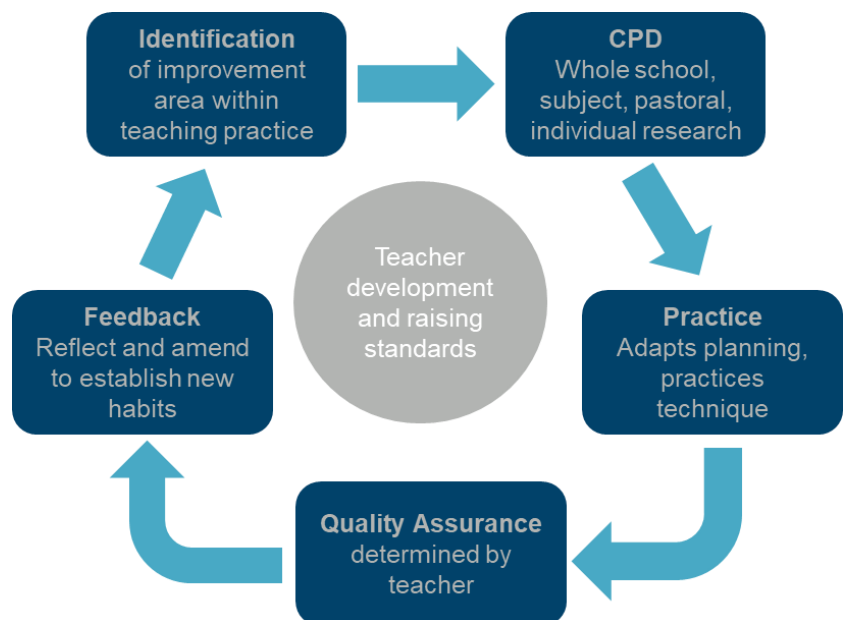 Identification
of improvement
area within
teaching practice
CPD
Whole school,
subject, pastoral,
individual research
Practice
Adapts planning,
practices
technique
Quality Assurance
determined by
teacher
Feedback
Reflect and amend
to establish new
habits
Teacher
development
and raising
standards